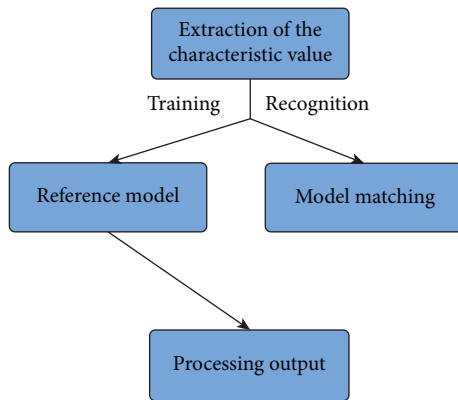 Extraction of the
characteristic value
Training
Recognition
Reference model
Model matching
Processing output